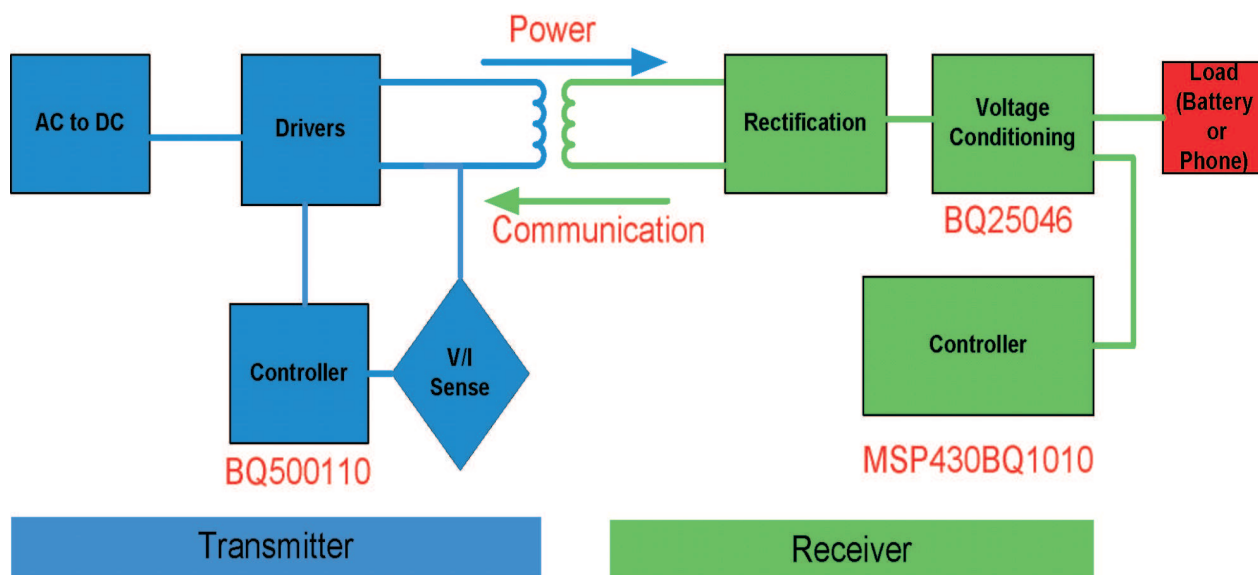 Power
AC to DC
Drivers
Rectification
Voltage
Conditioning
Load
(Battery
or
Phone)
Communication
BQ25046
Controller
V/I
Sense
Controller
BQ500110
MSP430BQ1010
Transmitter
Receiver